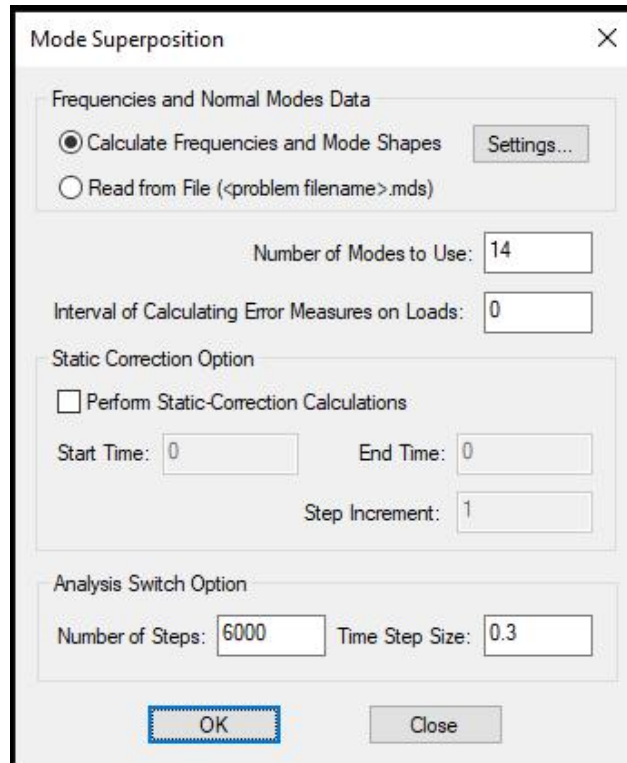 Mode Superposition
Frequencies and Normal Modes Data
Calculate Frequencies and Mode Shapes Settings...
Read from File (<problem filename>.mds)
Number of Modes to Use: 14
Interval of Calculating Error Measures on Loads: 0
Static Correction Option
Perform Static-Correction Calculations
Start Time: 0 End Time: 0
Step Increment: 1
Analysis Switch Option
Number of Steps: 6000 Time Step Size: 0.3
OK Close